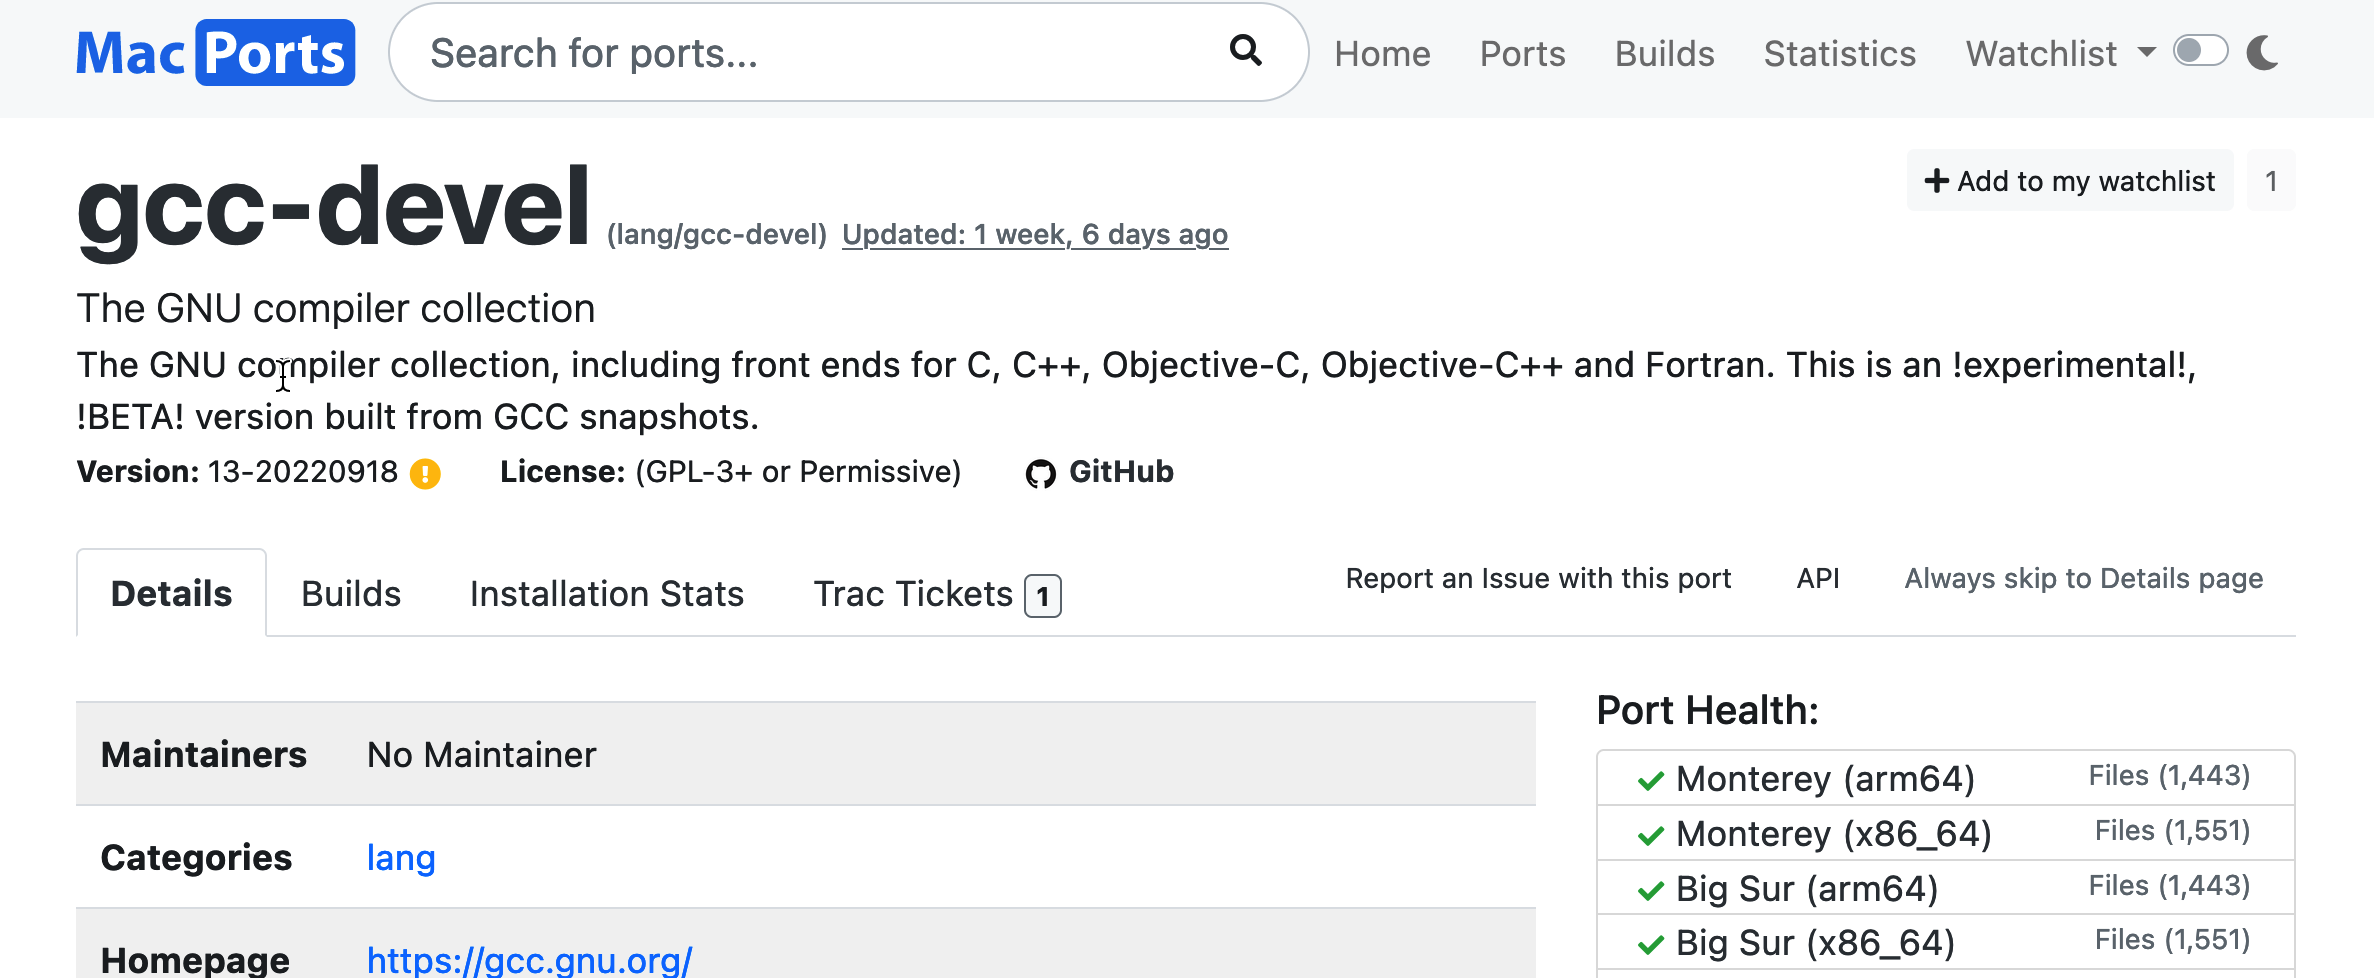 Mac Ports Search for ports... Home Ports Builds Statistics Watchlist
gcc-devel (lang/gcc-devel) Updated: 1 week, 6 days ago + Add to my watchlist 1
The GNU compiler collection
The GNU compiler collection, including front ends for C, C++, Objective-C, Objective-C++ and Fortran. This is an !experimental!,
!BETA! version built from GCC snapshots.
Version: 13-20220918 ! License: (GPL-3+ or Permissive) GitHub
Details Builds Installation Stats Trac Tickets 1 Report an Issue with this port API Always skip to Details page
Maintainers No Maintainer
Categories lang
Homepage https://gcc.gnu.org/
Port Health:
Monterey (arm64) Files (1,443)
Monterey (x86_64) Files (1,551)
Big Sur (arm64) Files (1,443)
Big Sur (x86_64) Files (1,551)